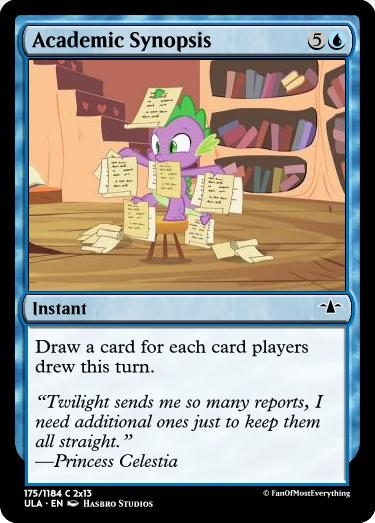 Academic Synopsis 5
Instant
Draw a card for each card players
drew this turn.
“Twilight sends me so many reports, I
need additional ones just to keep them
all straight.”
—Princess Celestia
175/1184 C 2x13
ULA • EN Hasbro Studios
© FanOfMostEverything